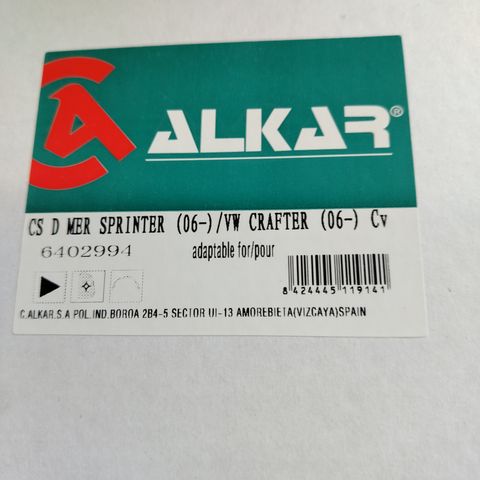 ALKAR®
CS D MER SPRINTER (06-)/VW CRAFTER (06-) Cv
6402994
adaptable for/pour
8 424445 119141
C.ALKAR.S.A POL.IND.BOROA 2B4-5 SECTOR UI-13 AMOREBIETA(VIZCAYA)SPAIN